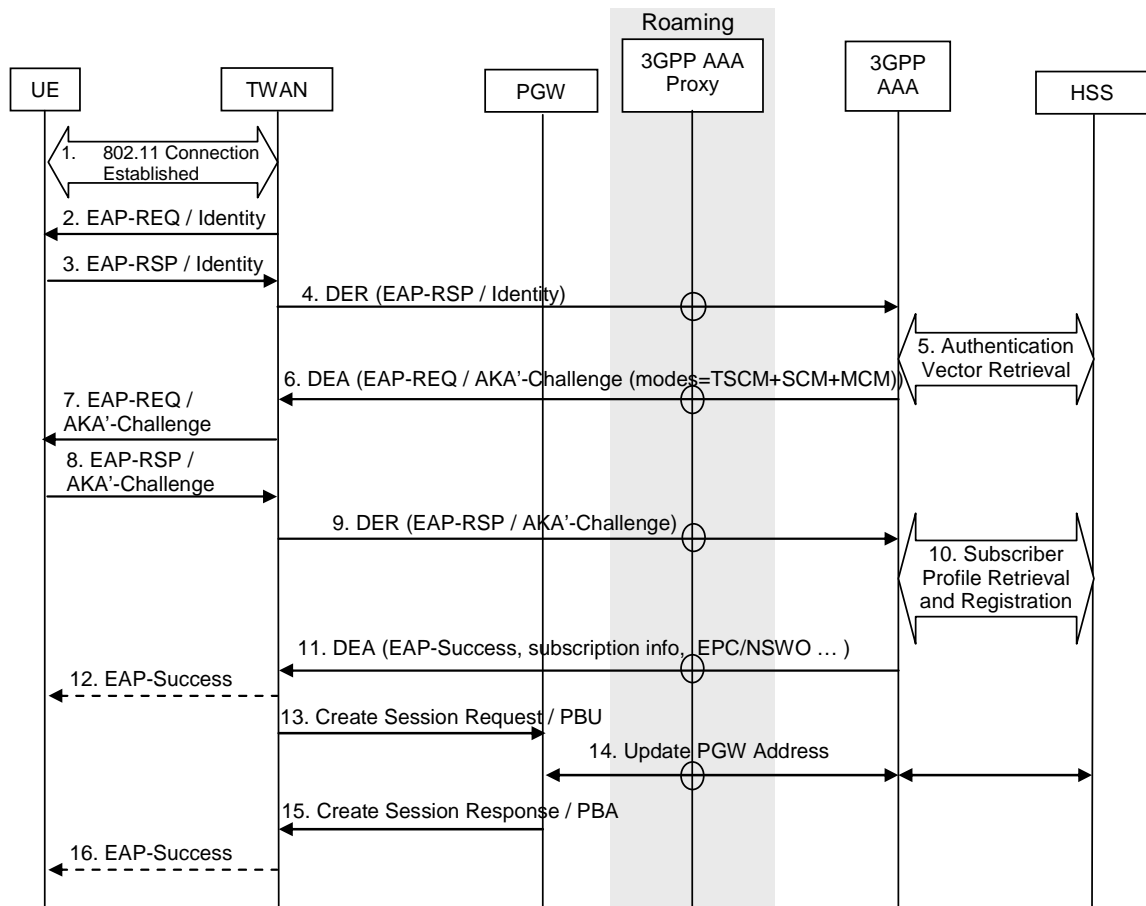 Roaming
UE
TWAN
PGW
3GPP AAA
Proxy
3GPP
AAA
HSS
1. 802.11 Connection
Established
2. EAP-REQ / Identity
3. EAP-RSP / Identity
4. DER (EAP-RSP / Identity)
5. Authentication
Vector Retrieval
6. DEA (EAP-REQ / AKA’-Challenge (modes=TSCM+SCM+MCM))
7. EAP-REQ /
AKA’-Challenge
8. EAP-RSP /
AKA’-Challenge
9. DER (EAP-RSP / AKA’-Challenge)
10. Subscriber
Profile Retrieval
and Registration
11. DEA (EAP-Success, subscription info, EPC/NSWO … )
12. EAP-Success
13. Create Session Request / PBU
14. Update PGW Address
15. Create Session Response / PBA
16. EAP-Success